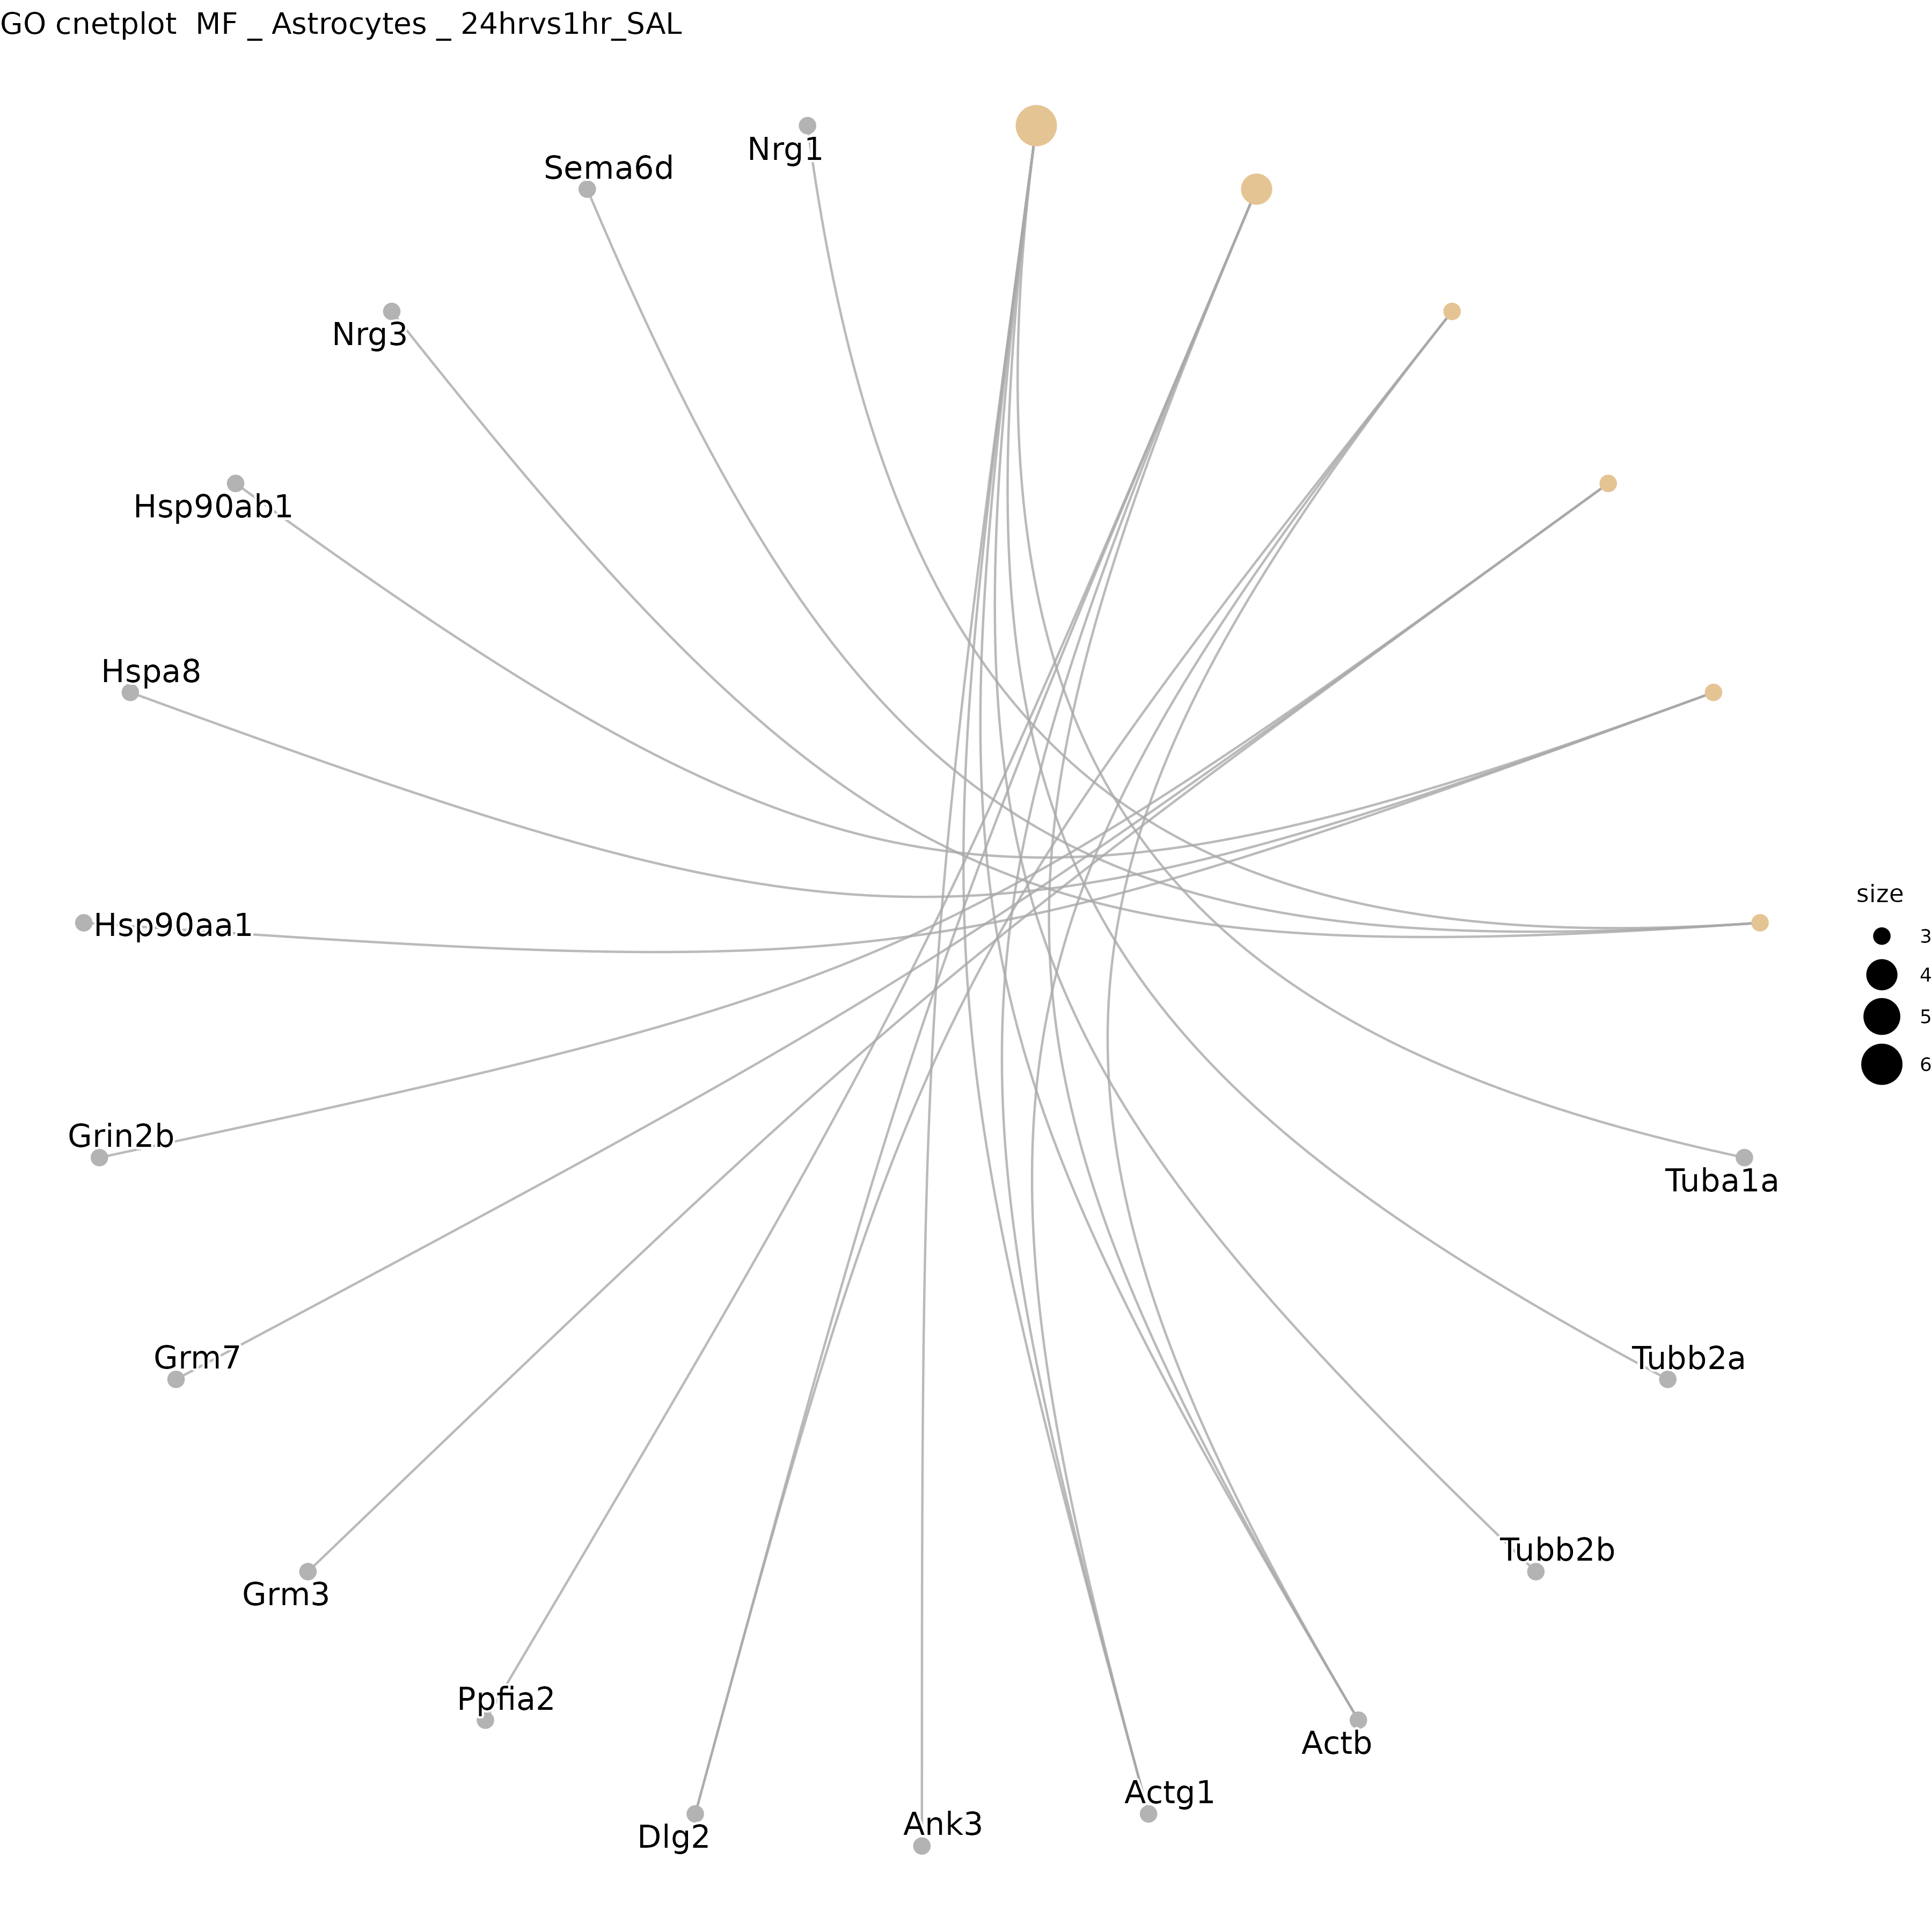 GO cnetplot  MF _ Astrocytes _ 24hrvs1hr_SAL
Nrg1
Sema6d
Nrg3
Hsp90ab1
Hspa8
size
3
Hsp90aa1
4
5
6
Grin2b
Tuba1a
Grm7
Tubb2a
Tubb2b
Grm3
Ppfia2
Actb
Actg1
Ank3
Dlg2